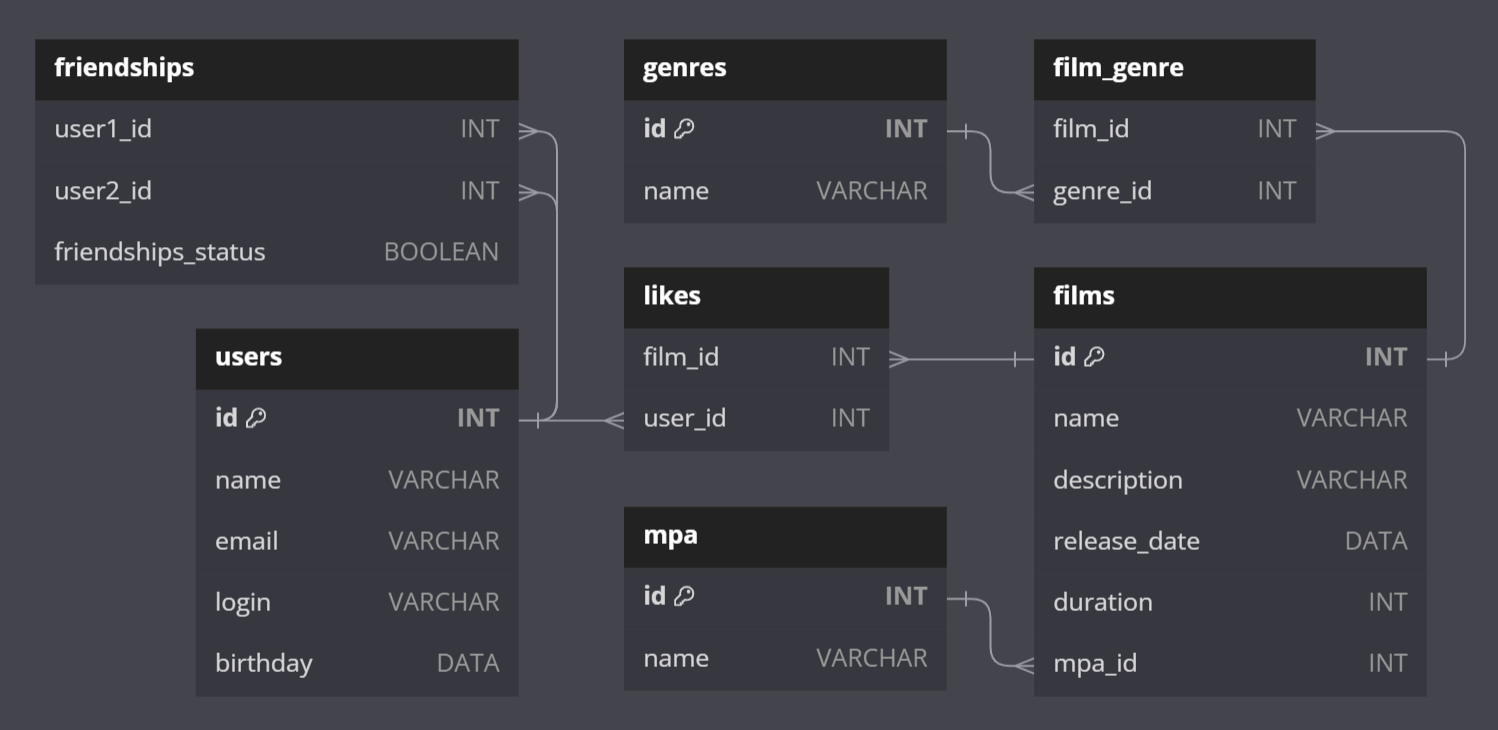 friendships
user1_id INT
user2_id INT
friendships_status BOOLEAN
users
id INT
name VARCHAR
email VARCHAR
login VARCHAR
birthday DATA
genres
id INT
name VARCHAR
likes
film_id INT
user_id INT
mpa
id INT
name VARCHAR
film_genre
film_id INT
genre_id INT
films
id INT
name VARCHAR
description VARCHAR
release_date DATA
duration INT
mpa_id INT